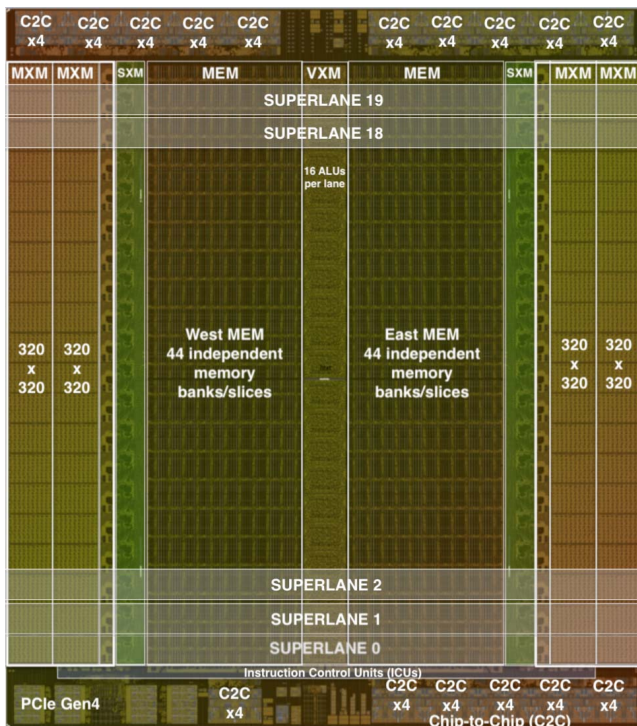 C2C C2C C2C C2C C2C C2C C2C C2C C2C C2C
x4 x4 x4 x4 x4 x4 x4 x4 x4 x4
MXM MXM SXM MEM VXM MEM SXM MXM MXM
SUPERLANE 19
SUPERLANE 18
16 ALUs
per lane
320
x
320
320
x
320
West MEM
44 independent
memory
banks/slices
East MEM
44 independent
memory
banks/slices
320
x
320
320
x
320
SUPERLANE 2
SUPERLANE 1
SUPERLANE 0
Instruction Control Units (ICUs)
PCIe Gen4
C2C
x4
C2C C2C C2C C2C C2C
x4 x4 x4 x4 x4
Chip-to-Chip (C2C)